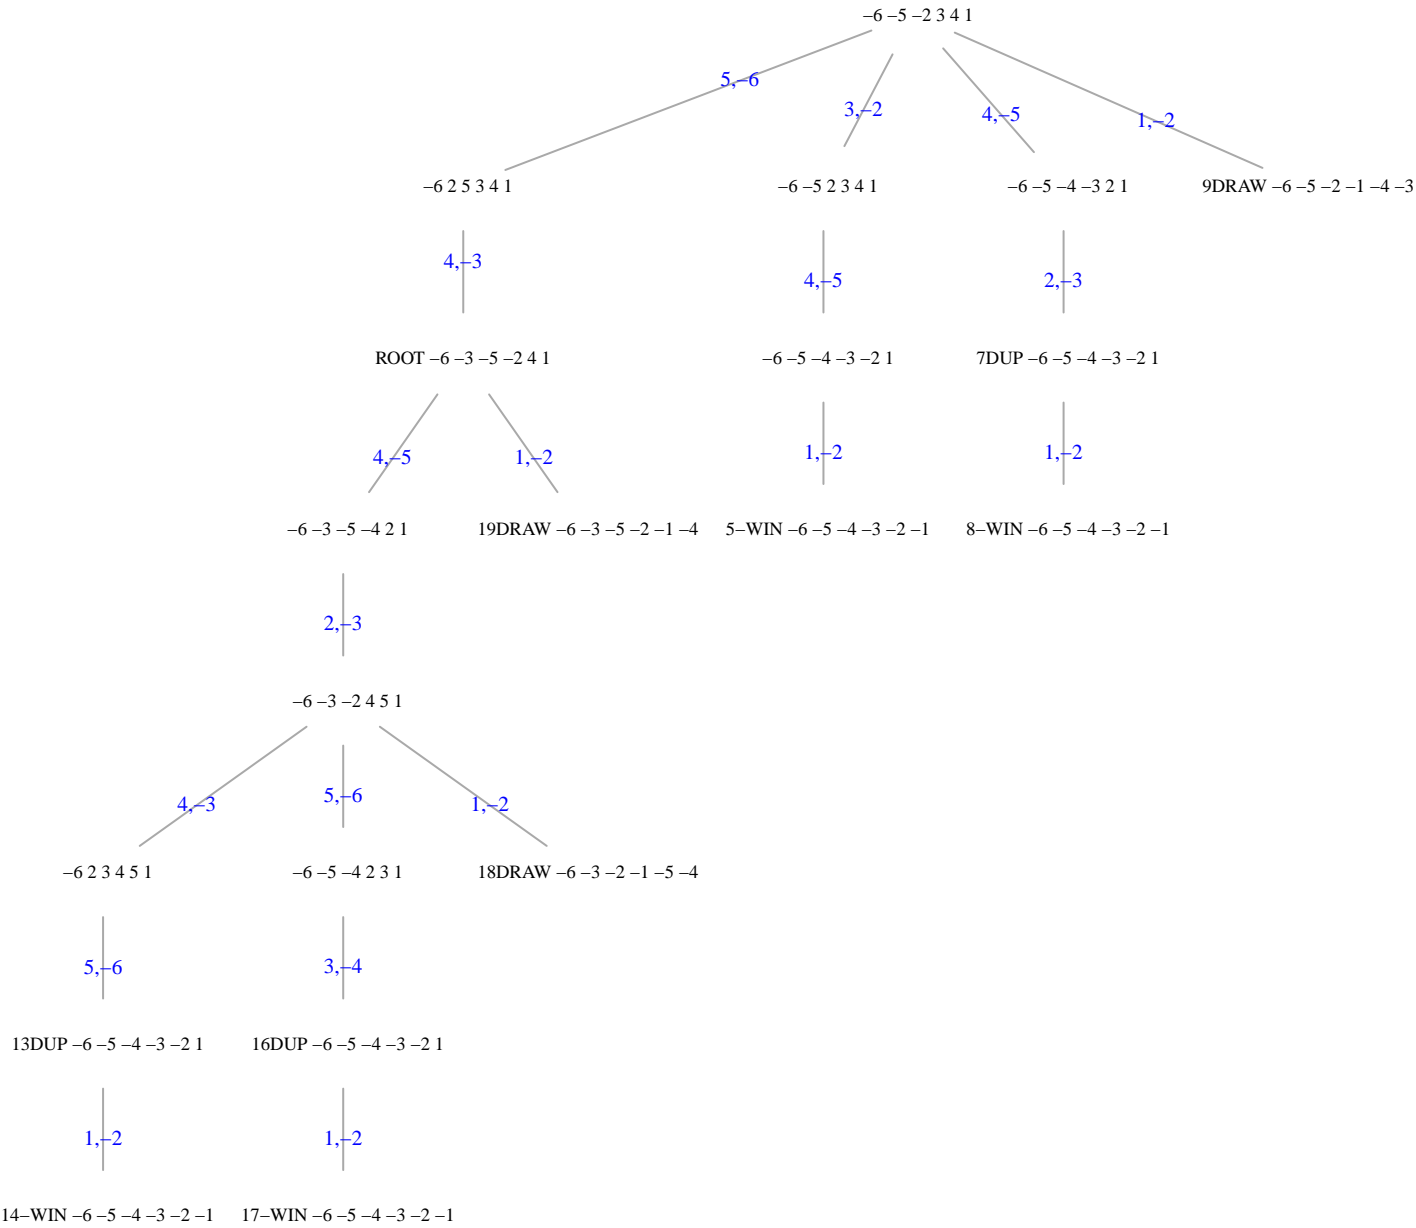 –6 –5 –2 3 4 1
5,–6
3,–2
4,–5
1,–2
–6 2 5 3 4 1
–6 –5 2 3 4 1
–6 –5 –4 –3 2 1
9DRAW –6 –5 –2 –1 –4 –3
4,–3
4,–5
2,–3
ROOT –6 –3 –5 –2 4 1
–6 –5 –4 –3 –2 1
7DUP –6 –5 –4 –3 –2 1
4,–5
1,–2
1,–2
1,–2
–6 –3 –5 –4 2 1
19DRAW –6 –3 –5 –2 –1 –4
5–WIN –6 –5 –4 –3 –2 –1
8–WIN –6 –5 –4 –3 –2 –1
2,–3
–6 –3 –2 4 5 1
4,–3
5,–6
1,–2
–6 2 3 4 5 1
–6 –5 –4 2 3 1
18DRAW –6 –3 –2 –1 –5 –4
5,–6
3,–4
13DUP –6 –5 –4 –3 –2 1
16DUP –6 –5 –4 –3 –2 1
1,–2
1,–2
14–WIN –6 –5 –4 –3 –2 –1
17–WIN –6 –5 –4 –3 –2 –1